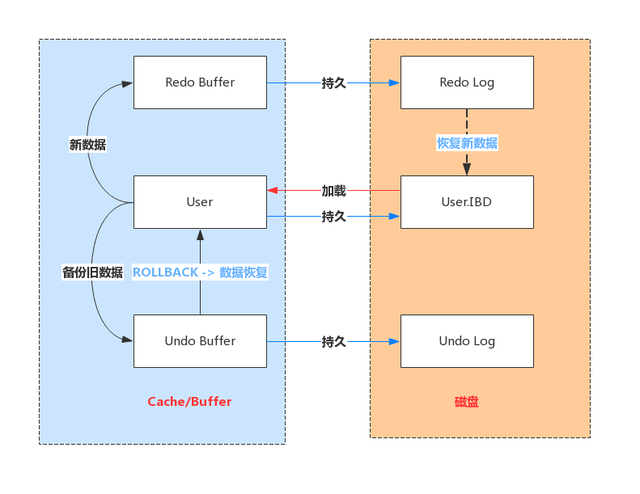 Redo Buffer
持久
Redo Log
新数据
恢复新数据
加载
User
User.IBD
持久
备份旧数据
ROLLBACK -> 数据恢复
Undo Buffer
持久
Undo Log
Cache/Buffer
磁盘